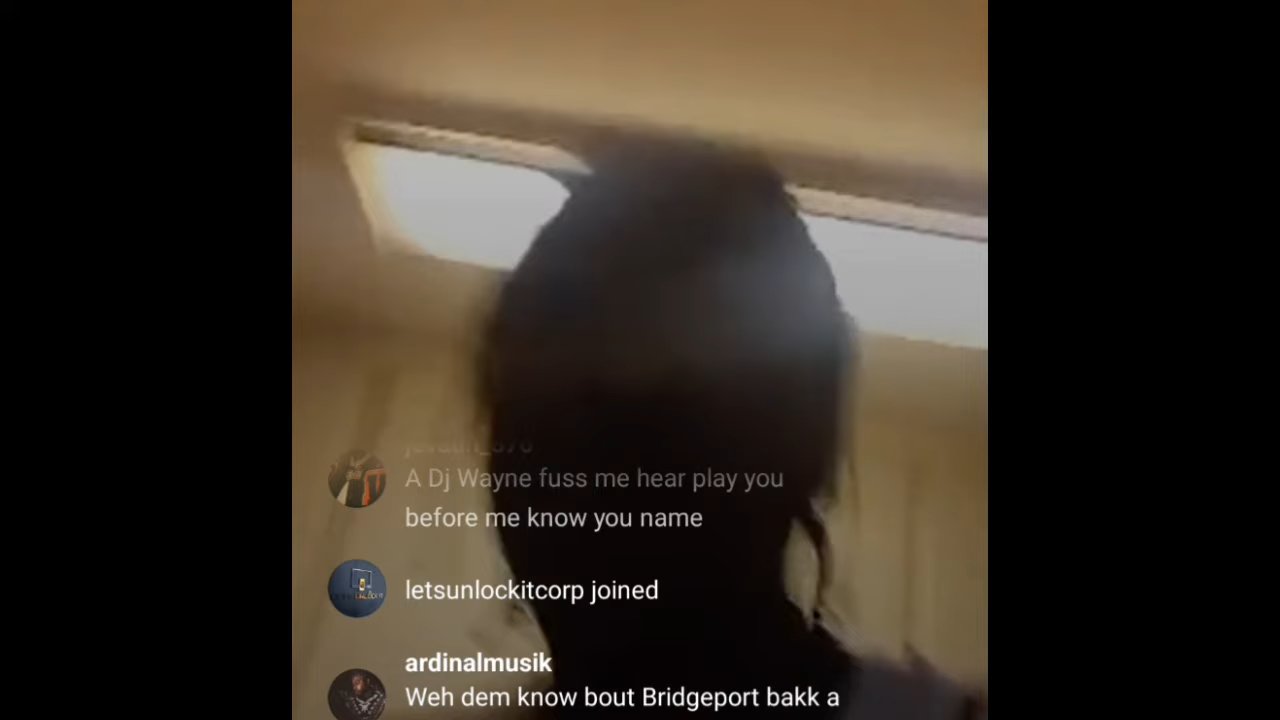 A Dj Wayne fuss me hear play you
before me know you name
letsunlockitcorp joined
ardinalmusik
Weh dem know bout Bridgeport bakk a